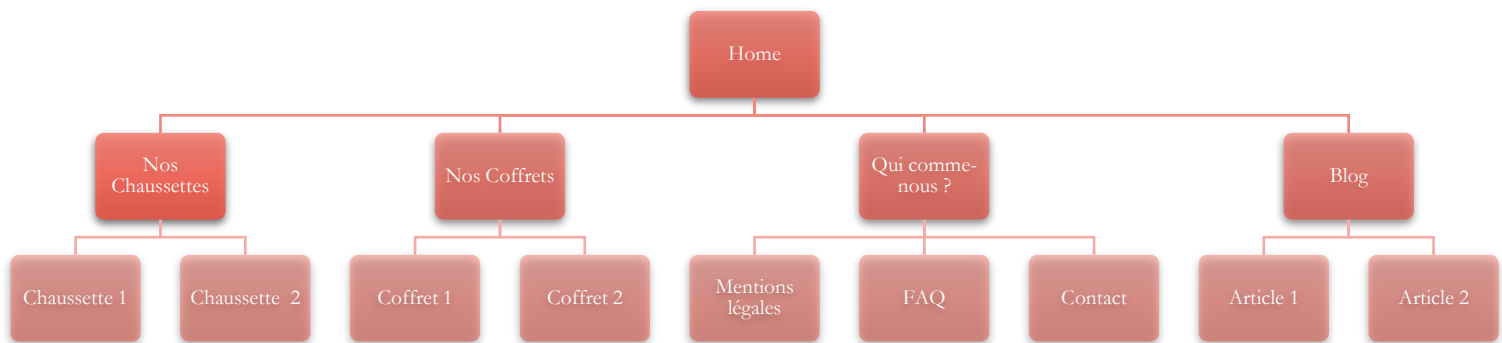 Home
Nos
Chaussettes
Nos Coffrets
Qui comme-
nous ?
Blog
Chaussette 1
Chaussette 2
Coffret 1
Coffret 2
Mentions
légales
FAQ
Contact
Article 1
Article 2